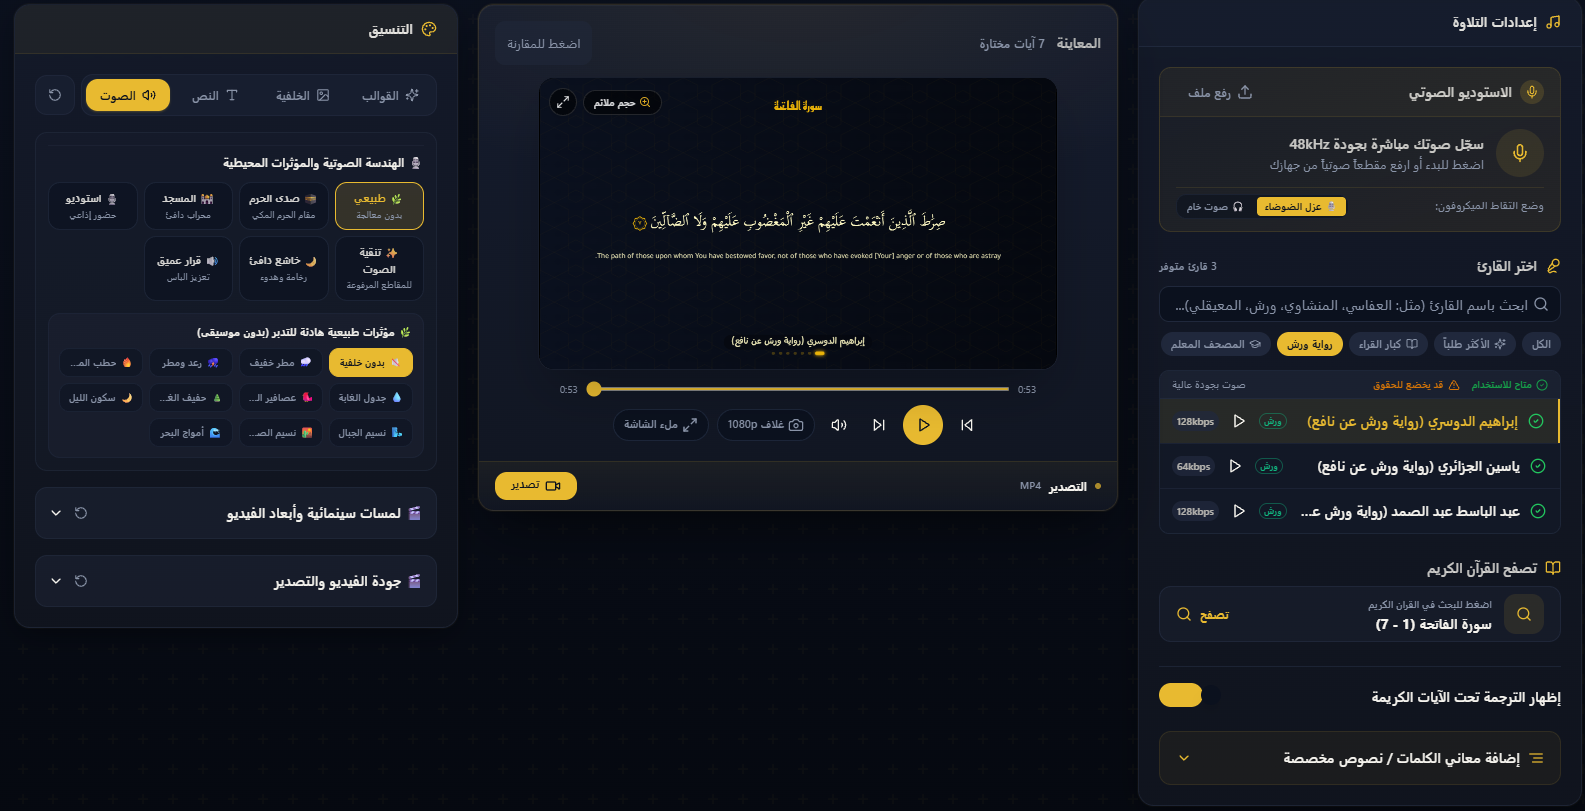 إعدادات التلاوة
الاستوديو الصوتي
رفع ملف
سجّل صوتك مباشرة بجودة 48kHz
اضغط للبدء أو ارفع مقطعاً صوتياً من جهازك
وضع التقاط الميكروفون:
عزل الضوضاء
صوت خام
اختر القارئ
3 قارئ متوفر
ابحث باسم القارئ (مثل: العفاسي، المنشاوي، ورش، المعيقلي)...
الكل
الأكثر طلباً
كبار القراء
رواية ورش
المصحف المعلم
متاح للاستخدام
قد يخضع للحقوق
صوت بجودة عالية
إبراهيم الدوسري (رواية ورش عن نافع)
ورش
128kbps
ياسين الجزائري (رواية ورش عن نافع)
ورش
64kbps
عبد الباسط عبد الصمد (رواية ورش عـ...
ورش
128kbps
تصفح القرآن الكريم
اضغط للبحث في القران الكريم
سورة الفاتحة (1 - 7)
تصفح
إظهار الترجمة تحت الآيات الكريمة
إضافة معاني الكلمات / نصوص مخصصة
المعاينة
7 آيات مختارة
اضغط للمقارنة
حجم ملائم
سورة الفاتحة
صِرَٰطَ ٱلَّذِينَ أَنْعَمْتَ عَلَيْهِمْ غَيْرِ ٱلْمَغْضُوبِ عَلَيْهِمْ وَلَا ٱلضَّآلِّينَ ٧
.The path of those upon whom You have bestowed favor, not of those who have evoked [Your] anger or of those who are astray
إبراهيم الدوسري (رواية ورش عن نافع)
0:53
0:53
غلاف 1080p
ملء الشاشة
التصدير
MP4
تصدير
التنسيق
القوالب
الخلفية
النص
الصوت
الهندسة الصوتية والمؤثرات المحيطية
طبيعي
بدون معالجة
صدى الحرم
مقام الحرم المكي
المسجد
محراب دافئ
استوديو
حضور إذاعي
تنقية الصوت
للمقاطع المرفوعة
خاشع دافئ
رخامة وهدوء
قرار عميق
تعزيز الباس
مؤثرات طبيعية هادئة للتدبر (بدون موسيقى)
بدون خلفية
مطر خفيف
رعد ومطر
حطب المـ...
جدول الغابة
عصافير الـ...
حفيف الغـ...
سكون الليل
نسيم الجبال
نسيم الصـ...
أمواج البحر
لمسات سينمائية وأبعاد الفيديو
جودة الفيديو والتصدير